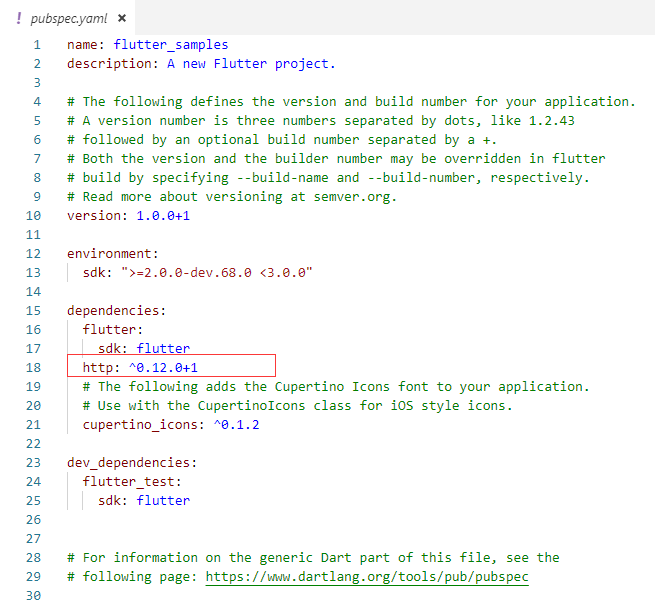 ! pubspec.yaml ×
1 name: flutter_samples
2 description: A new Flutter project.
3
4 # The following defines the version and build number for your application.
5 # A version number is three numbers separated by dots, like 1.2.43
6 # followed by an optional build number separated by a +.
7 # Both the version and the builder number may be overridden in flutter
8 # build by specifying --build-name and --build-number, respectively.
9 # Read more about versioning at semver.org.
10 version: 1.0.0+1
11
12 environment:
13   sdk: ">=2.0.0-dev.68.0 <3.0.0"
14
15 dependencies:
16   flutter:
17     sdk: flutter
18   http: ^0.12.0+1
19   # The following adds the Cupertino Icons font to your application.
20   # Use with the CupertinoIcons class for iOS style icons.
21   cupertino_icons: ^0.1.2
22
23 dev_dependencies:
24   flutter_test:
25     sdk: flutter
26
27
28 # For information on the generic Dart part of this file, see the
29 # following page: https://www.dartlang.org/tools/pub/pubspec
30